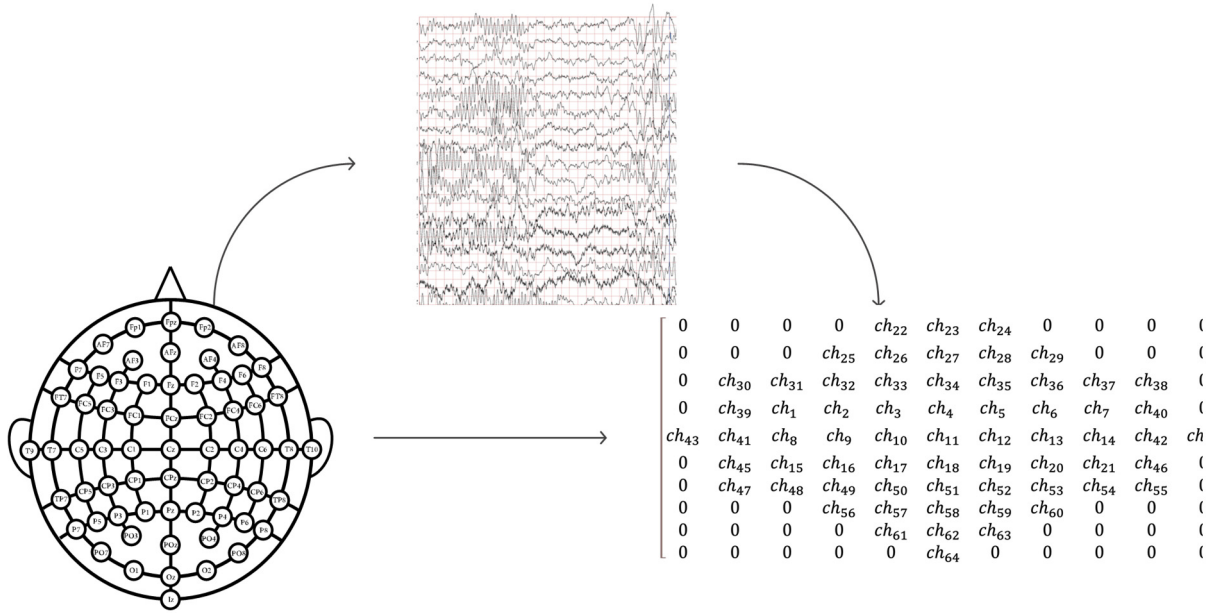 Fp1 Fpz Fp2
AF7 AFz AF8
AF3 AF4
F7 F5 F3 F1 Fz F2 F4 F6 F8
FT7 FC5 FC3 FC1 FCz FC2 FC4 FC6 FT8
T9 T7 C5 C3 C1 Cz C2 C4 C6 T8 T10
TP7 CP5 CP3 CP1 CPz CP2 CP4 CP6 TP8
P7 P5 P3 P1 Pz P2 P4 P6 P8
PO7 PO3 POz PO4 PO8
O1 Oz O2
Iz
0 0 0 0 ch22 ch23 ch24 0 0 0
0 0 0 ch25 ch26 ch27 ch28 ch29 0 0
0 ch30 ch31 ch32 ch33 ch34 ch35 ch36 ch37 ch38
0 ch39 ch1 ch2 ch3 ch4 ch5 ch6 ch7 ch40
ch43 ch41 ch8 ch9 ch10 ch11 ch12 ch13 ch14 ch42 ch
0 ch45 ch15 ch16 ch17 ch18 ch19 ch20 ch21 ch46
0 ch47 ch48 ch49 ch50 ch51 ch52 ch53 ch54 ch55
0 0 0 ch56 ch57 ch58 ch59 ch60 0 0
0 0 0 0 ch61 ch62 ch63 0 0 0
0 0 0 0 0 ch64 0 0 0 0